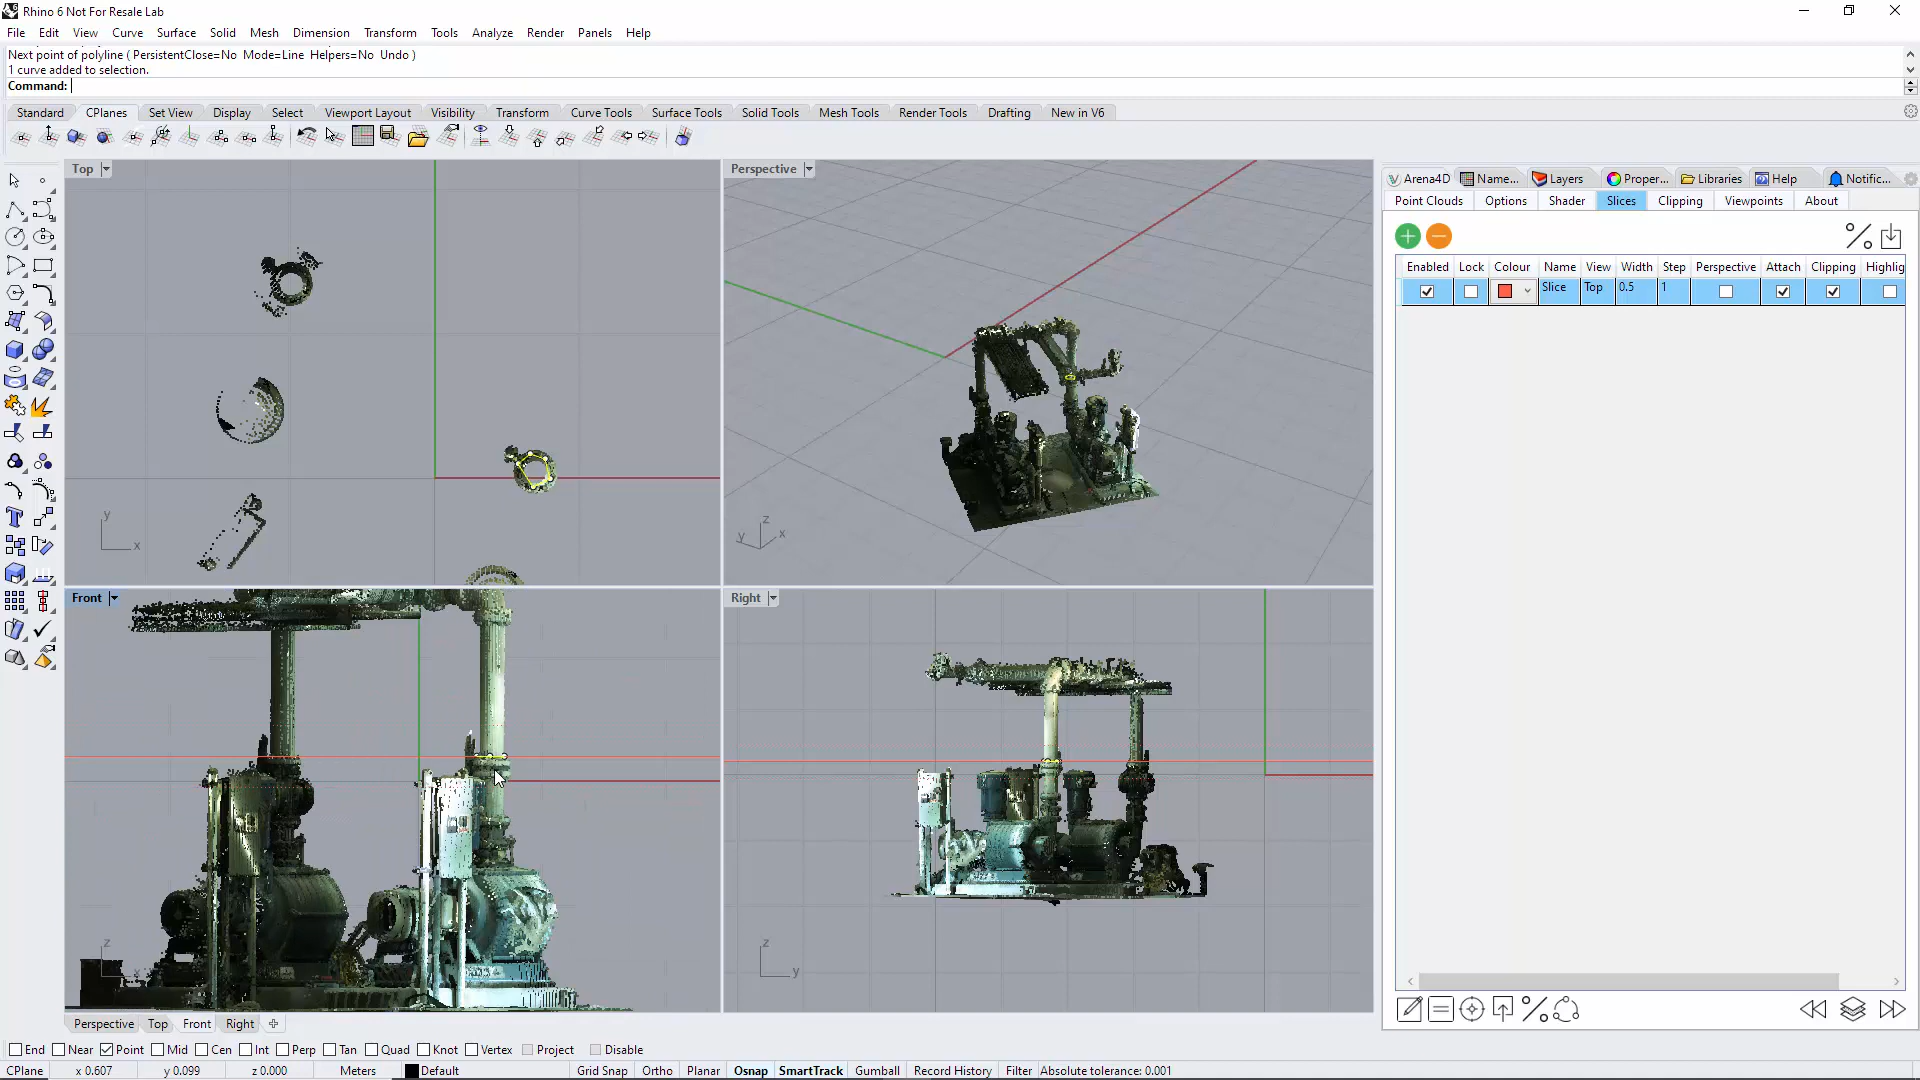 Rhino 6 Not For Resale Lab
File Edit View Curve Surface Solid Mesh Dimension Transform Tools Analyze Render Panels Help
Next point of polyline ( PersistentClose=No Mode=Line Helpers=No Undo )
1 curve added to selection.
Command:
Standard CPlanes Set View Display Select Viewport Layout Visibility Transform Curve Tools Surface Tools Solid Tools Mesh Tools Render Tools Drafting New in V6
Top
Perspective
Arena4D Name... Layers Proper... Libraries Help Notific...
Point Clouds Options Shader Slices Clipping Viewpoints About
Enabled Lock Colour Name View Width Step Perspective Attach Clipping Highlig
Slice Top 0.5 1
y
x
z
y
x
Front
Right
z
x
z
y
Perspective Top Front Right
End Near Point Mid Cen Int Perp Tan Quad Knot Vertex Project Disable
CPlane x 0.607 y 0.099 z 0.000 Meters Default Grid Snap Ortho Planar Osnap SmartTrack Gumball Record History Filter Absolute tolerance: 0.001